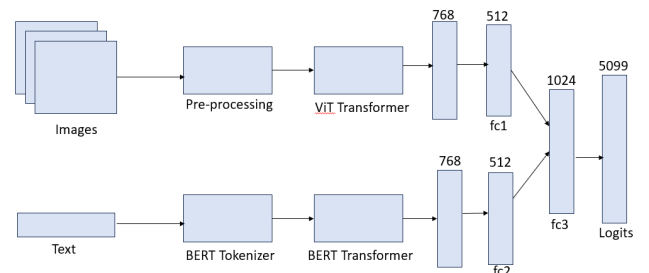 768
512
Pre-processing
ViT Transformer
fc1
Images
1024
5099
768
512
fc3
Logits
Text
BERT Tokenizer
BERT Transformer
fc2